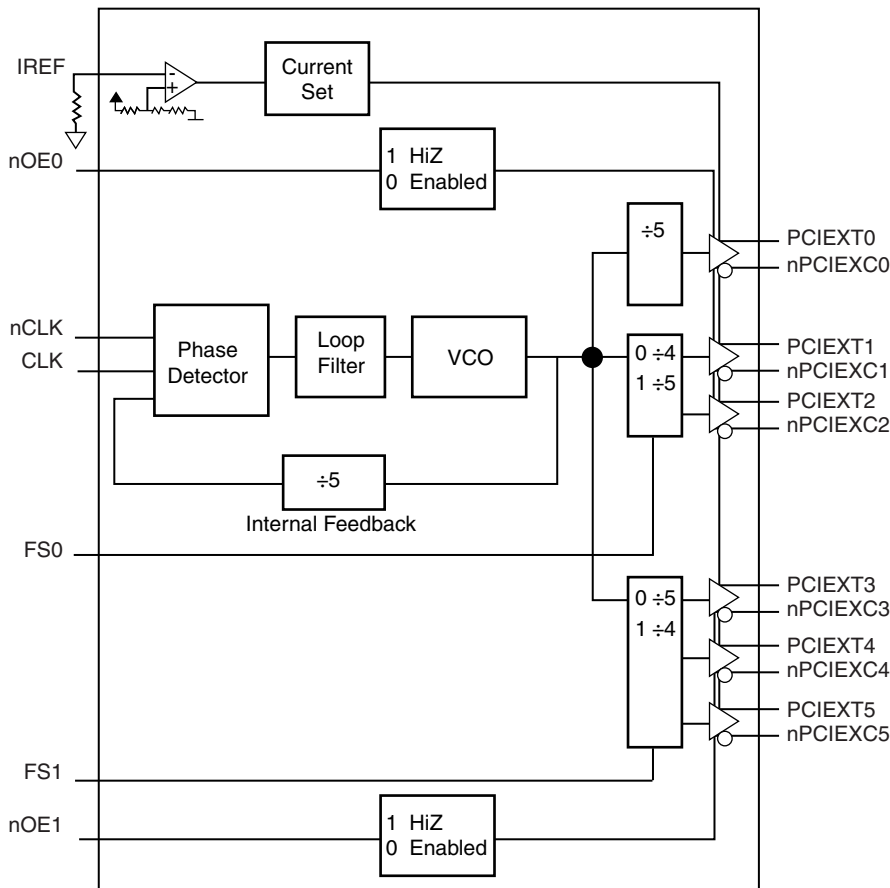 IREF
-
+
Current
Set
nOE0
1 HiZ
0 Enabled
÷5
PCIEXT0
nPCIEXC0
nCLK
CLK
Phase
Detector
Loop
Filter
VCO
0 ÷4
1 ÷5
PCIEXT1
nPCIEXC1
PCIEXT2
nPCIEXC2
÷5
Internal Feedback
FS0
0 ÷5
1 ÷4
PCIEXT3
nPCIEXC3
PCIEXT4
nPCIEXC4
PCIEXT5
nPCIEXC5
FS1
nOE1
1 HiZ
0 Enabled